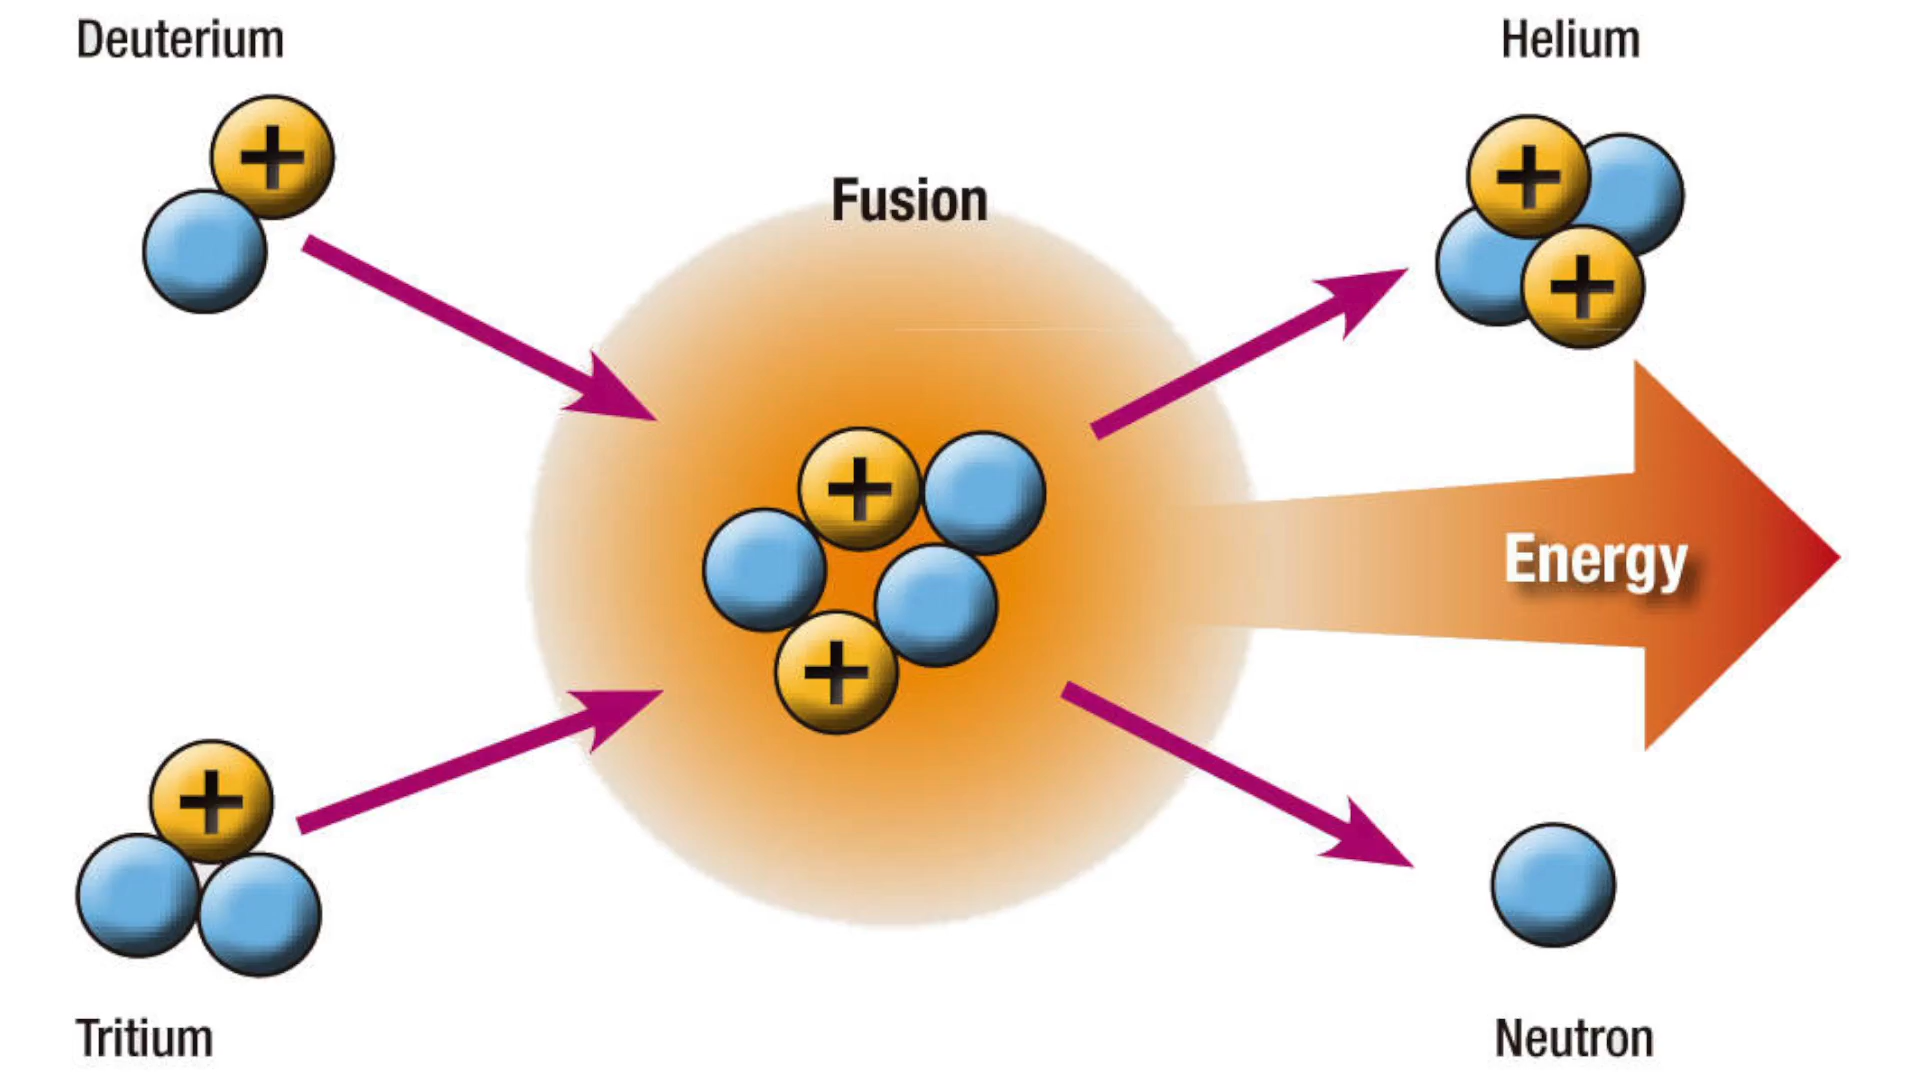 Deuterium
Helium
Fusion
+
+
+
+
+
Energy
+
Tritium
Neutron